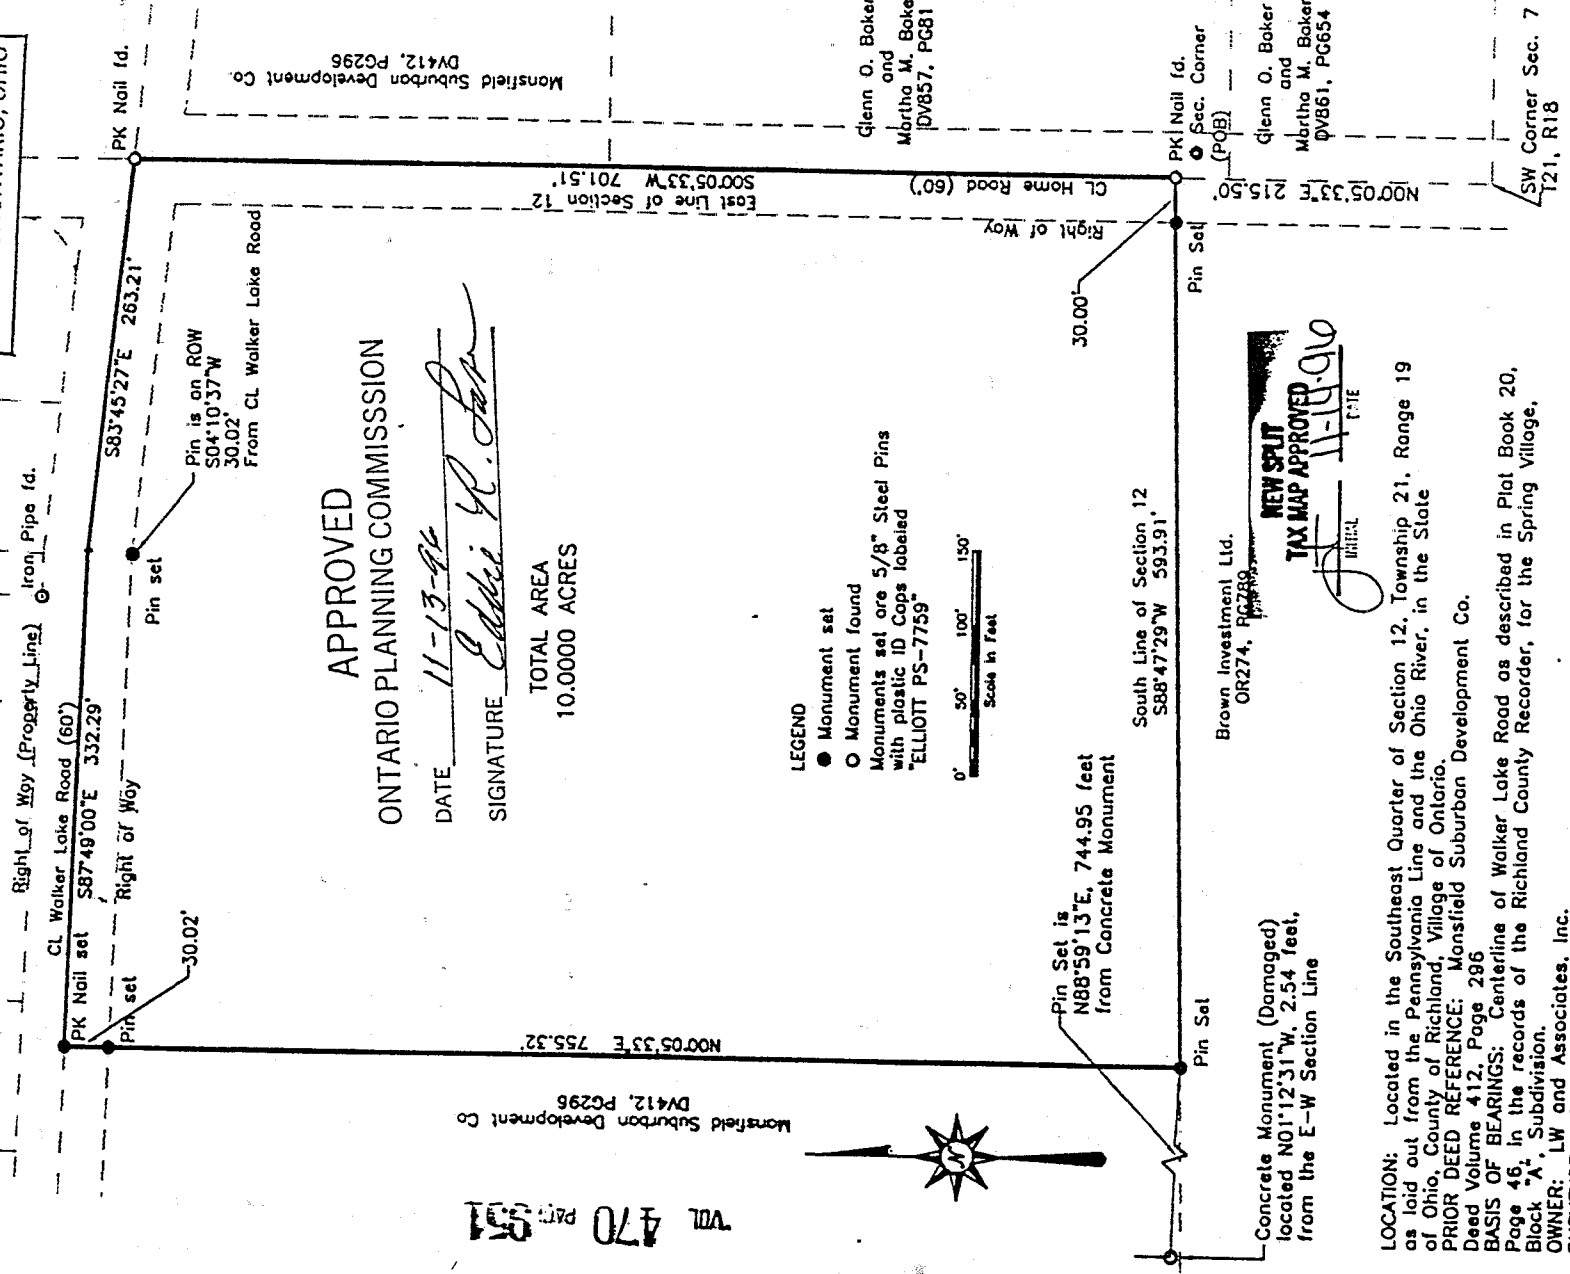 PK Nail fd.
Mansfield Suburban Development Co.
DV412, PG296
Glenn O. Baker
and
Martha M. Baker
DV857, PG81
PK Nail fd.
Sec. Corner
(POB)
Glenn O. Baker
and
Martha M. Baker
DV861, PG654
SW Corner Sec. 7
T21, R18
East Line of Section 12
S00°05'33"W 701.51'
CL Home Road (60')
N00°05'33"E 215.50'
Right of Way
30.00'
Pin Set
S83°45'27"E 263.21'
Pin is on ROW
S04°10'37"W
30.02'
From CL Walker Lake Road
Iron Pipe fd.
Right of Way (Property Line)
CL Walker Lake Road (60')
S87°49'00"E 332.29'
Right of Way
Pin set
PK Nail set
Pin set
30.02'
APPROVED
ONTARIO PLANNING COMMISSSION
DATE 11-13-96
SIGNATURE Eddie R.
TOTAL AREA
10.0000 ACRES
LEGEND
Monument set
Monument found
Monuments set are 5/8" Steel Pins
with plastic ID Caps labeled
"ELLIOTT PS-7759"
0' 50' 100' 150'
Scale in Feet
South Line of Section 12
S88°47'29"W 593.91'
Brown Investment Ltd.
OR274, PG789
NEW SPLIT
TAX MAP APPROVED
11-19-96
INITIAL DATE
Pin Set is
N88°59'13"E, 744.95 feet
from Concrete Monument
Pin Set
N00°05'33"E 755.32'
Mansfield Suburban Development Co
DV412, PG296
N
VOL 470 PAGE 951
Concrete Monument (Damaged)
located N01°12'31"W, 2.54 feet,
from the E-W Section Line
LOCATION: Located in the Southeast Quarter of Section 12, Township 21, Range 19
as laid out from the Pennsylvania Line and the Ohio River, in the State
of Ohio, County of Richland, Village of Ontario.
PRIOR DEED REFERENCE: Mansfield Suburban Development Co.
Deed Volume 412, Page 296
BASIS OF BEARINGS: Centerline of Walker Lake Road as described in Plat Book 20,
Page 46, in the records of the Richland County Recorder, for the Spring Village,
Block "A", Subdivision.
OWNER: LW and Associates, Inc.